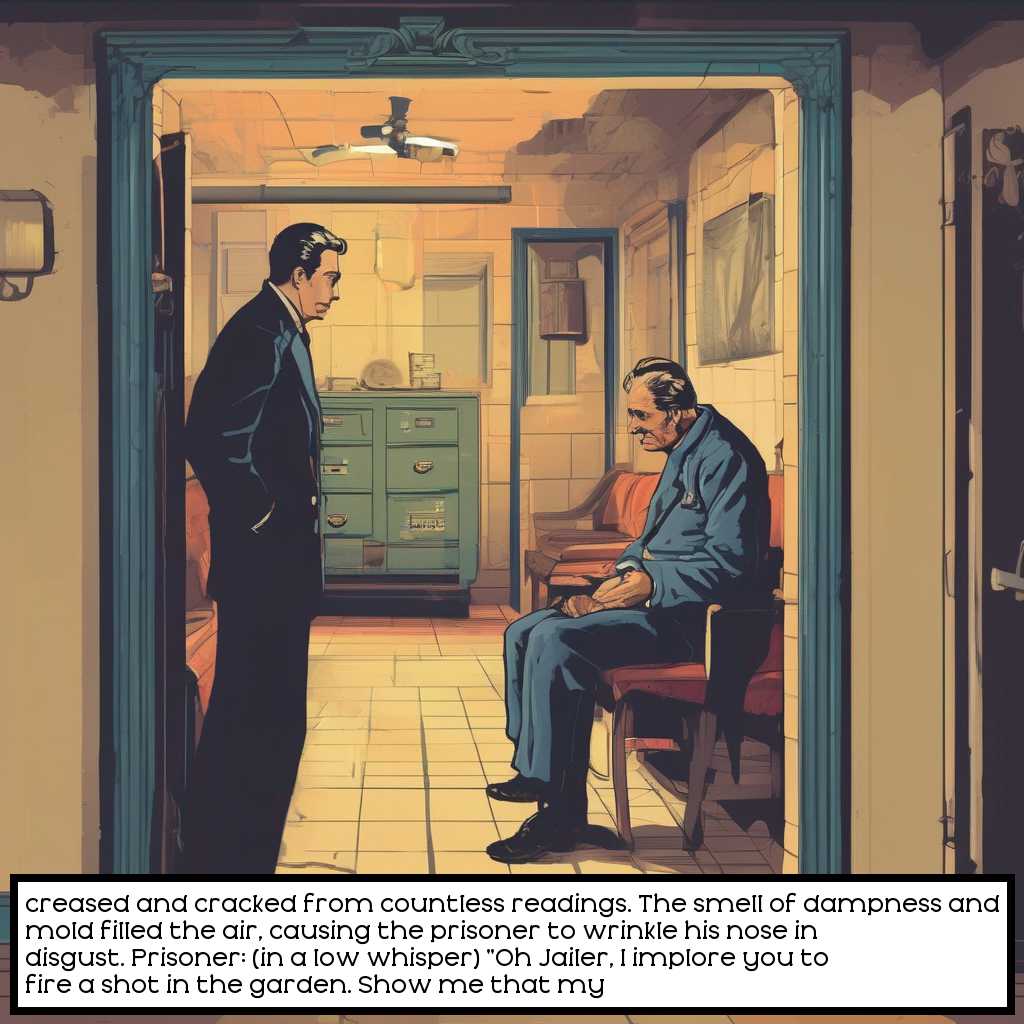 creased and cracked from countless readings. The smell of dampness and
mold filled the air, causing the prisoner to wrinkle his nose in
disgust. Prisoner: (in a low whisper) "Oh Jailer, I implore you to
fire a shot in the garden. Show me that my